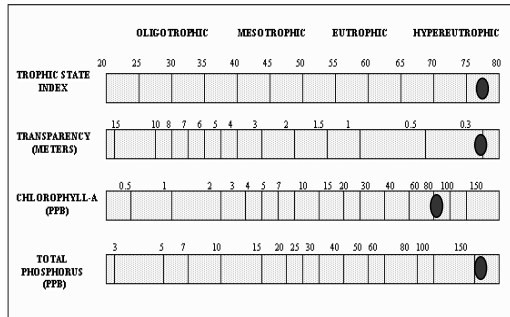 OLIGOTROPHIC MESOTROPHIC EUTROPHIC HYPEREUTROPHIC
20 25 30 35 40 45 50 55 60 65 70 75 80
TROPHIC STATE
INDEX
15 10 8 7 6 5 4 3 2 1.5 1 0.5 0.3
TRANSPARENCY
(METERS)
0.5 1 2 3 4 5 7 10 15 20 30 40 60 80 100 150
CHLOROPHYLL-A
(PPB)
3 5 7 10 15 20 25 30 40 50 60 80 100 150
TOTAL
PHOSPHORUS
(PPB)